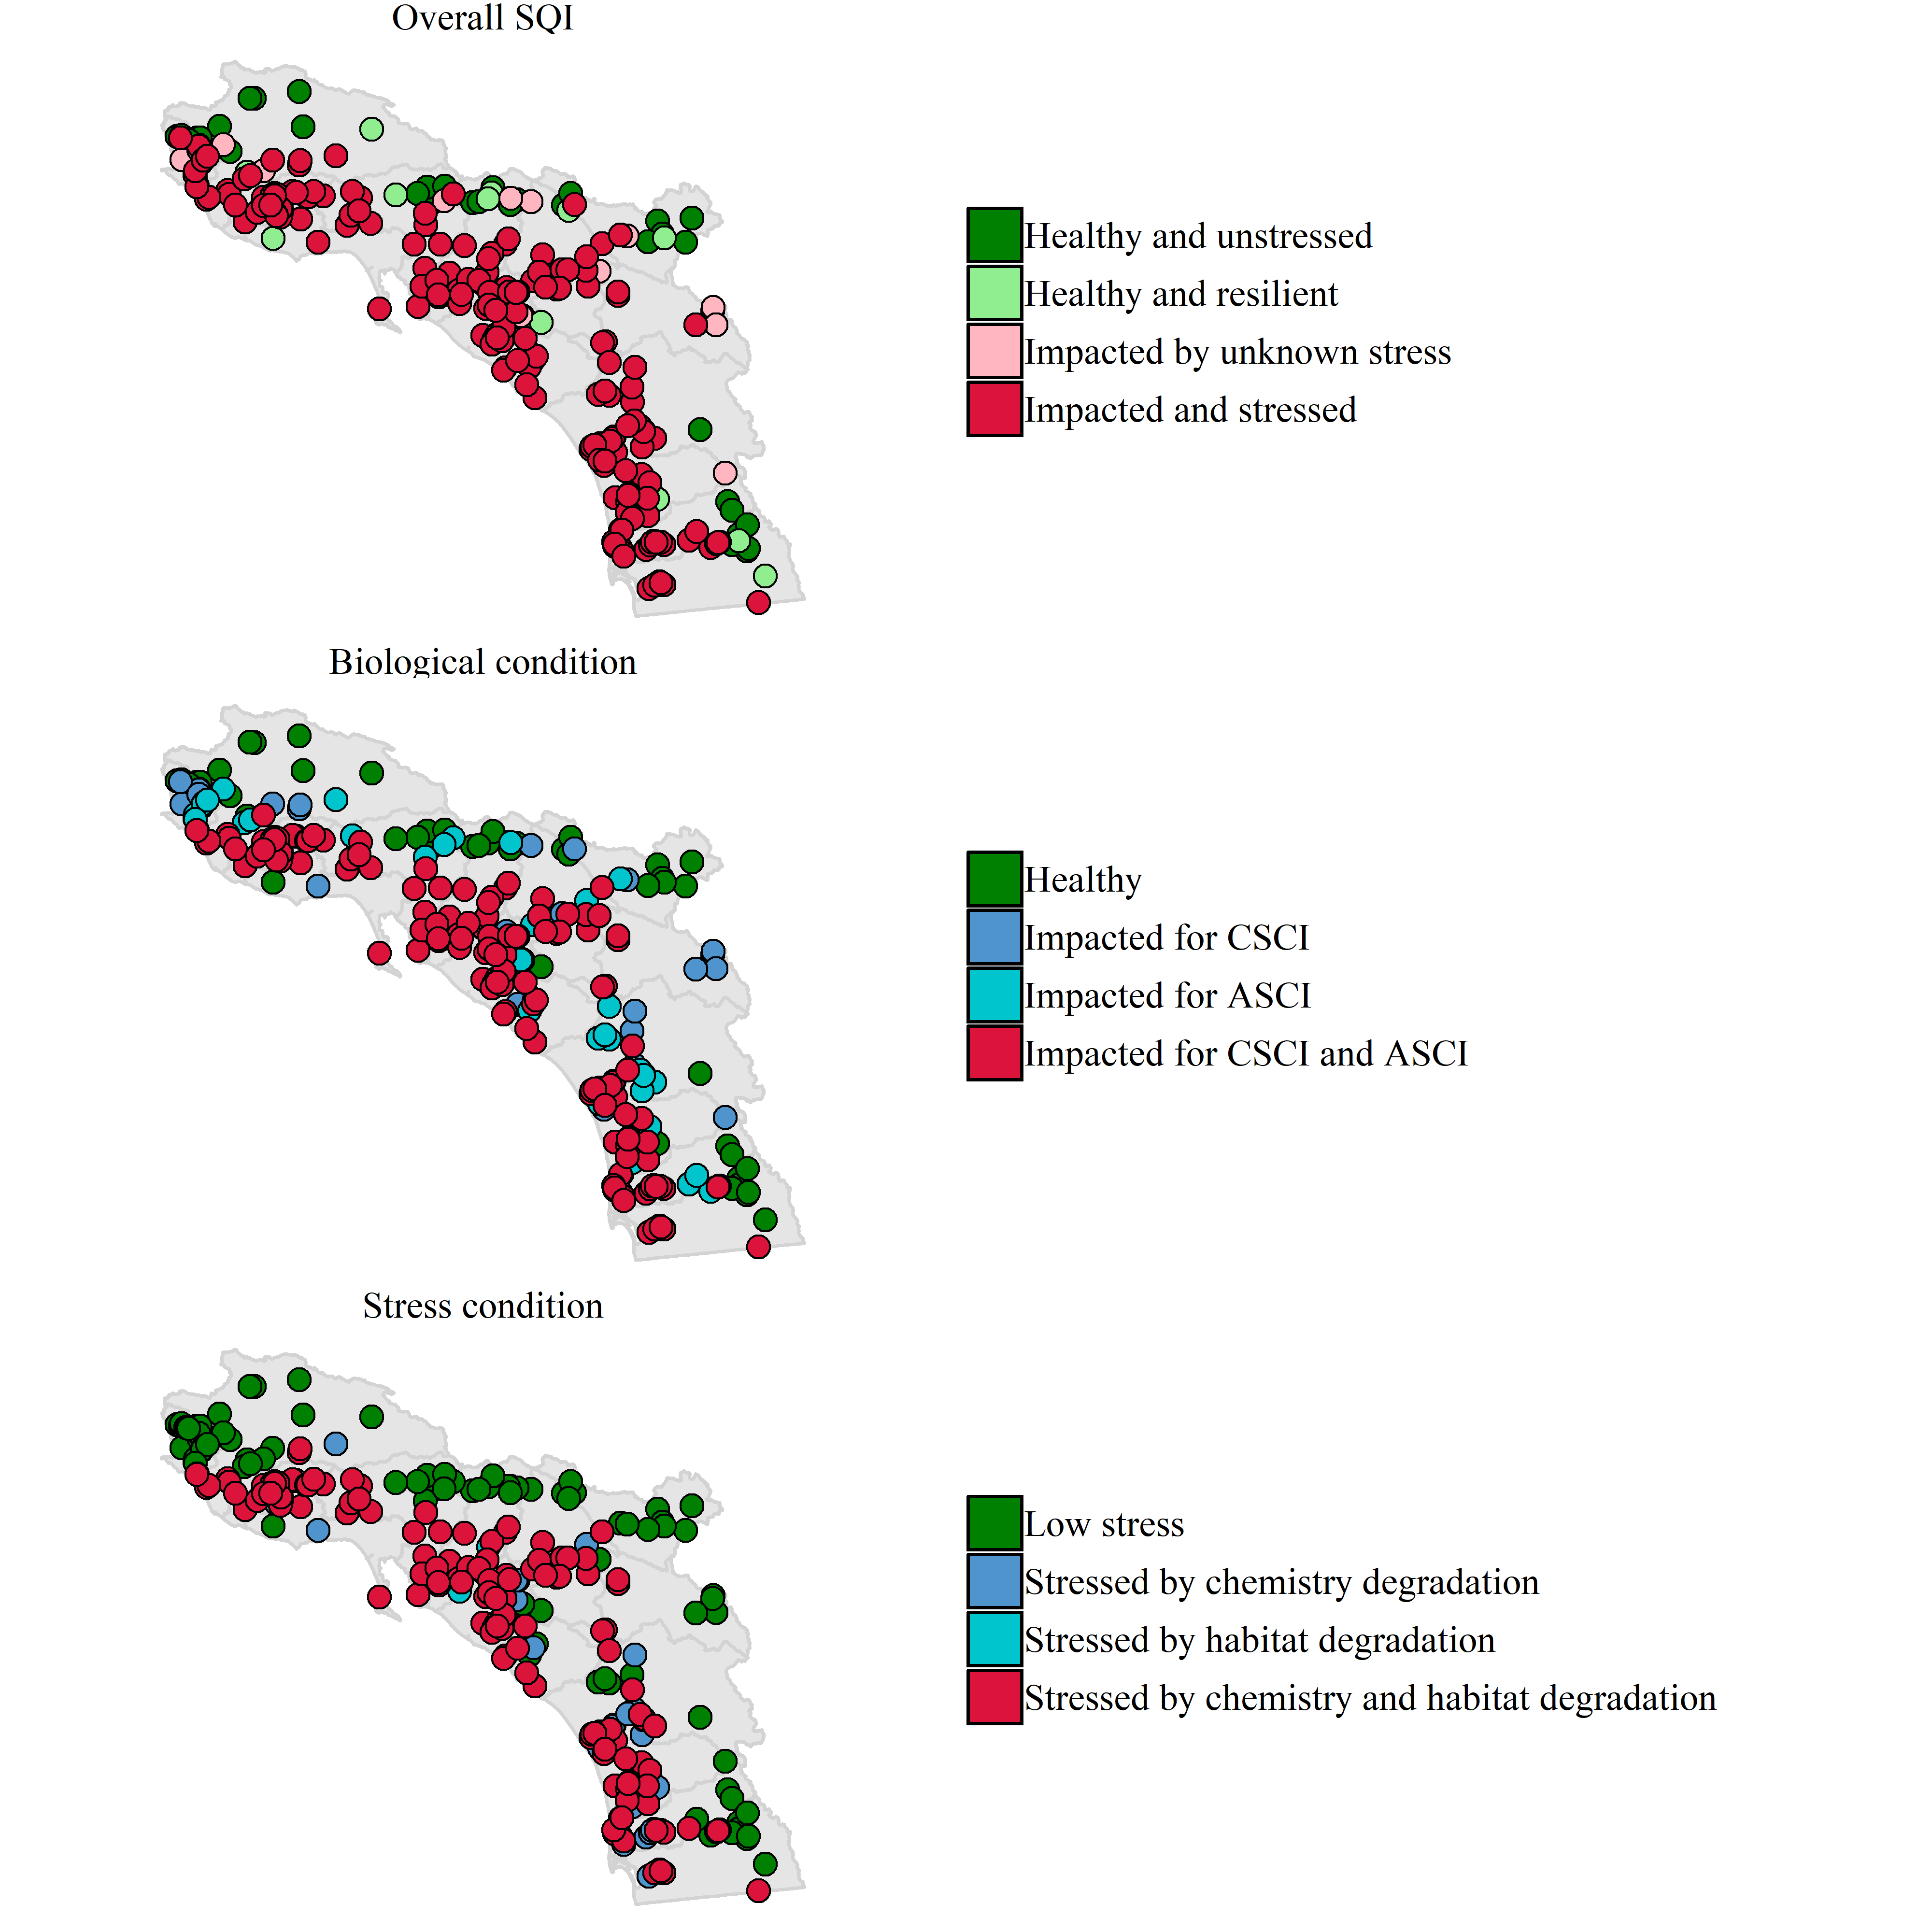 Overall SQI
Healthy and unstressed
Healthy and resilient
Impacted by unknown stress
Impacted and stressed
Biological condition
Healthy
Impacted for CSCI
Impacted for ASCI
Impacted for CSCI and ASCI
Stress condition
Low stress
Stressed by chemistry degradation
Stressed by habitat degradation
Stressed by chemistry and habitat degradation